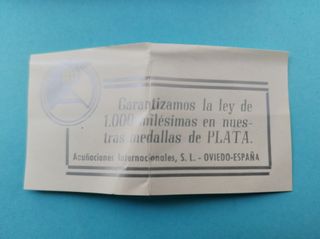 Garantizamos la ley de
1.000 milésimas en nues-
tras medallas de PLATA.
Acuñaciones Internacionales, S. L. - OVIEDO-ESPAÑA